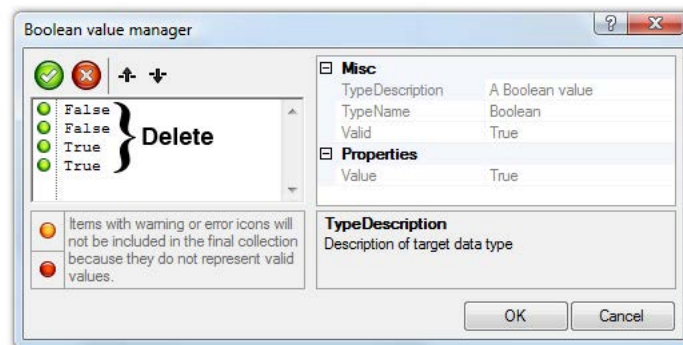 Boolean value manager
?
False
False
True
True
Delete
Items with warning or error icons will
not be included in the final collection
because they do not represent valid
values.
Misc
TypeDescription A Boolean value
TypeName Boolean
Valid True
Properties
Value True
TypeDescription
Description of target data type
OK Cancel